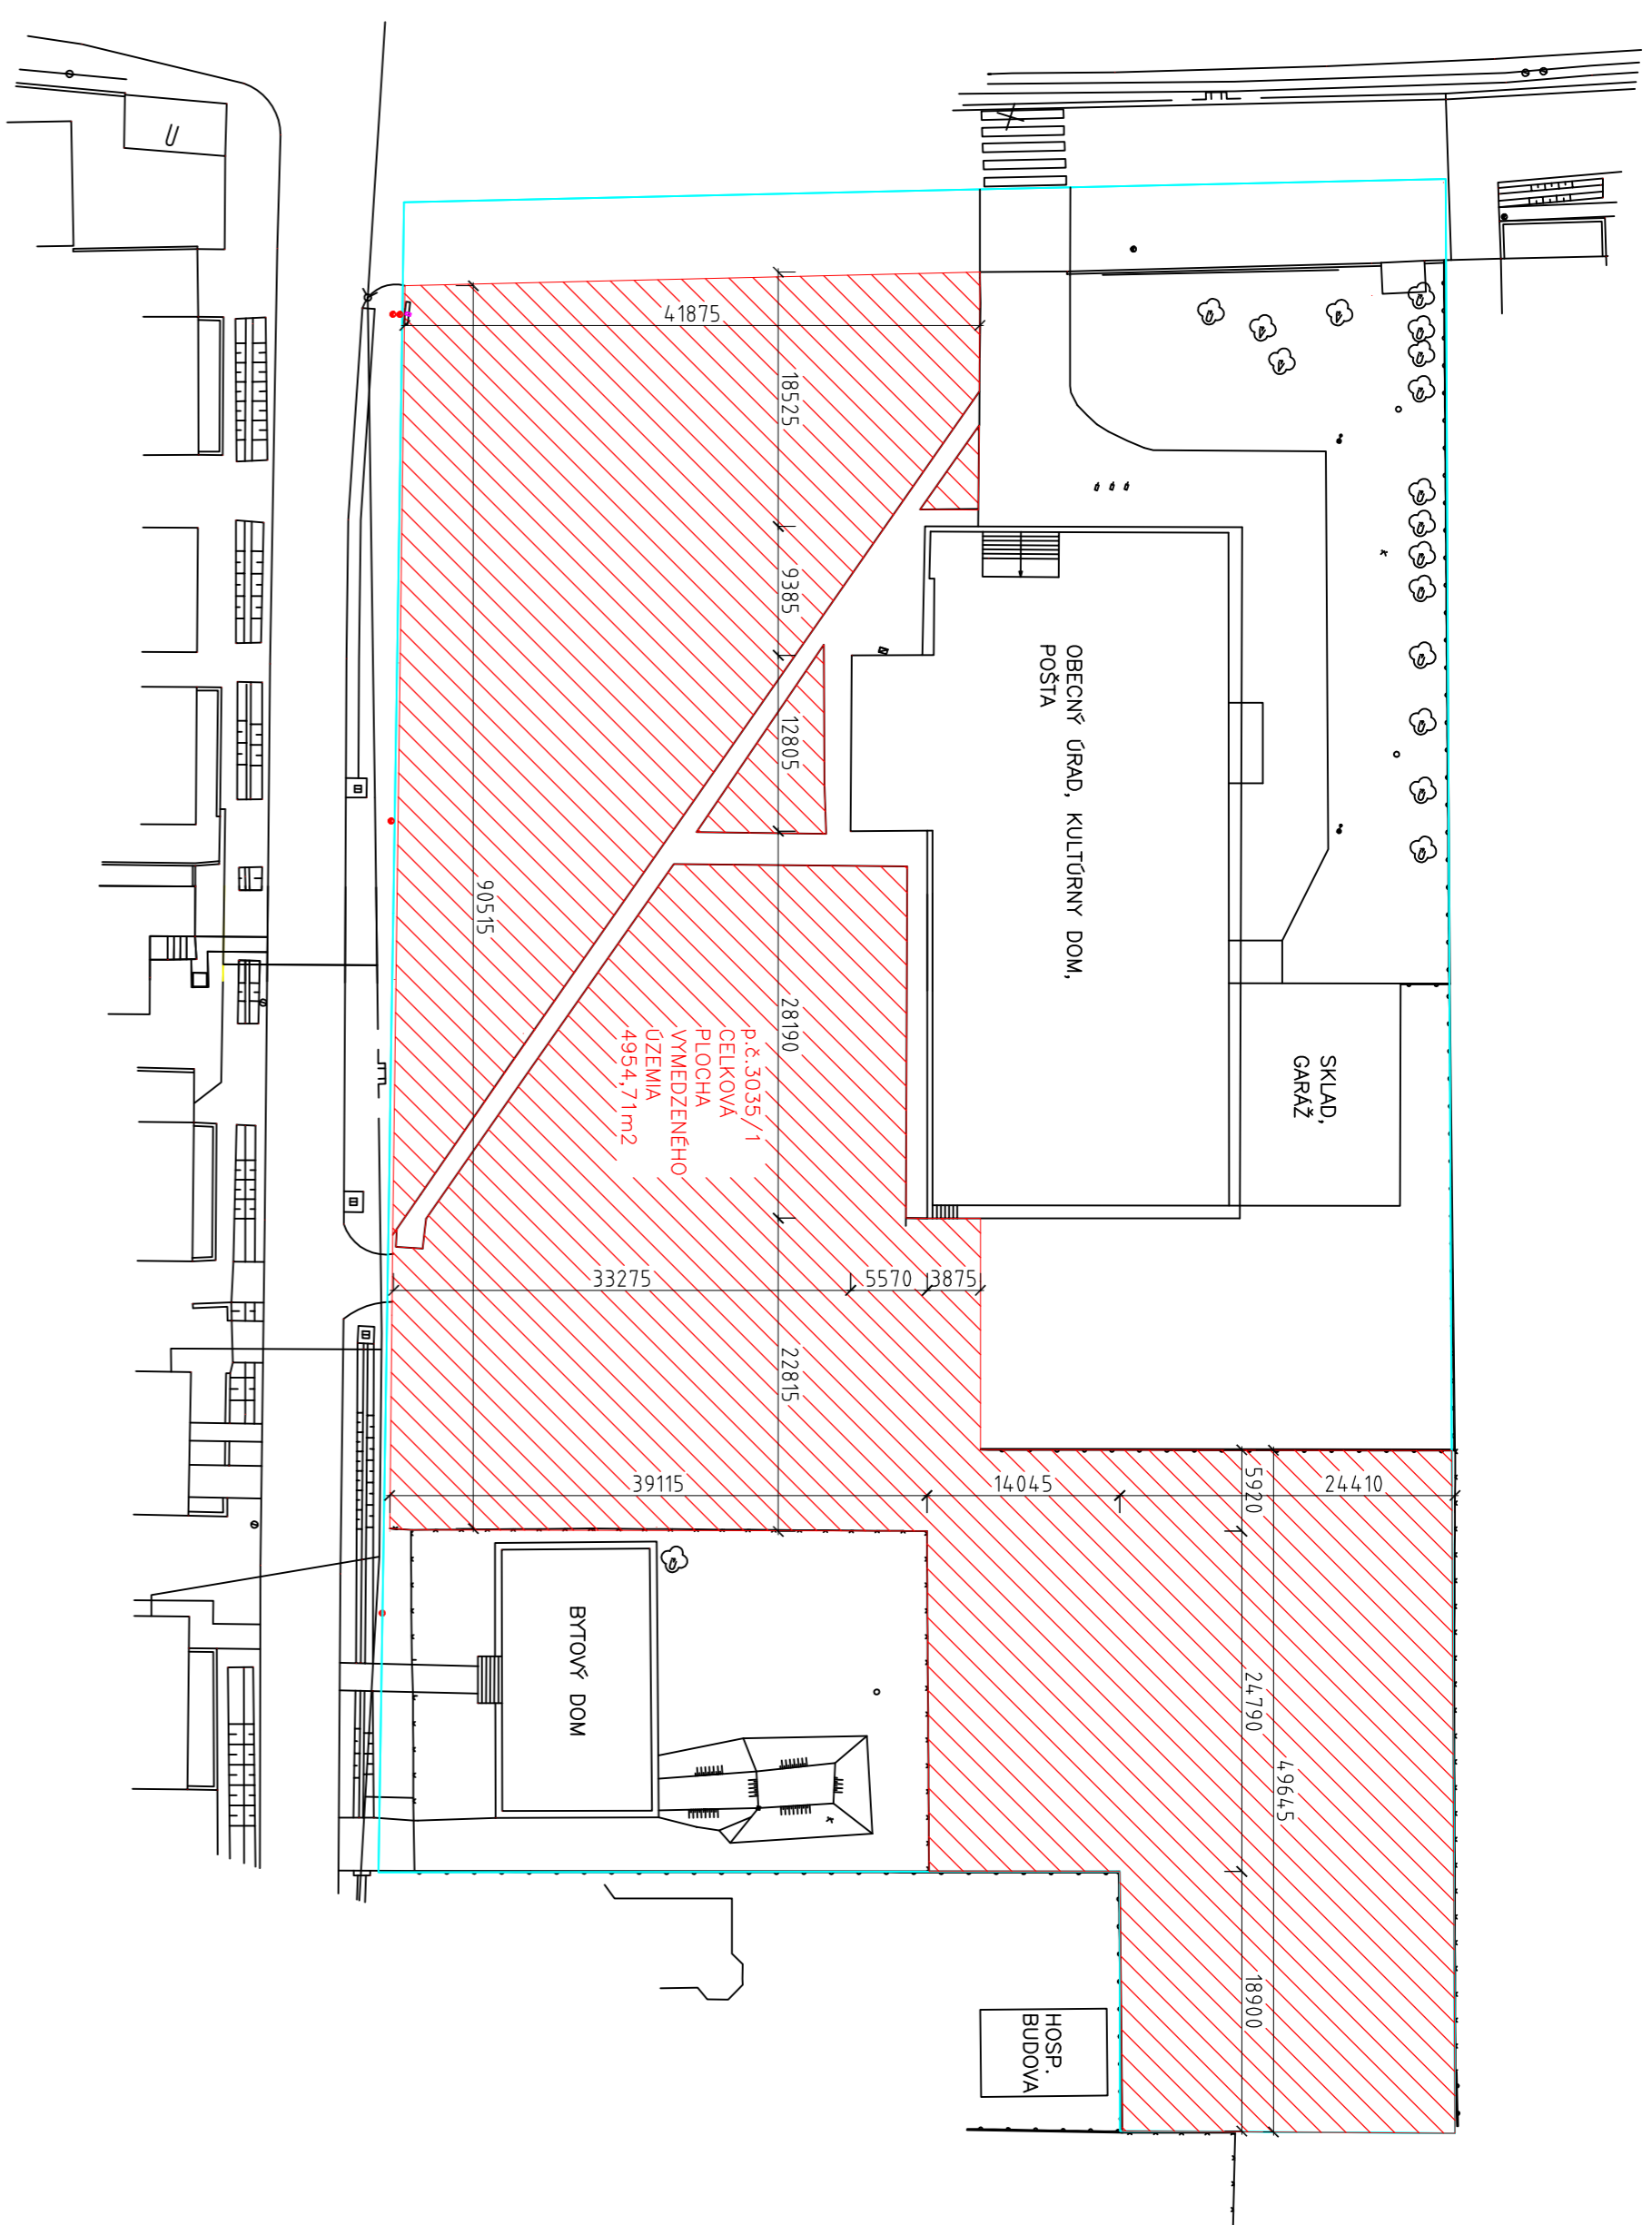 41875
18525
9385
12805
90515
28190
OBECNÝ ÚRAD, KULTÚRNY DOM,
POŠTA
SKLAD,
GARÁŽ
p.č.3035/1
CELKOVÁ
PLOCHA
VYMEDZENÉHO
ÚZEMIA
4954,71m2
33275
5570
3875
22815
39115
14045
5920
24410
BYTOVÝ DOM
24790
49645
18900
HOSP.
BUDOVA